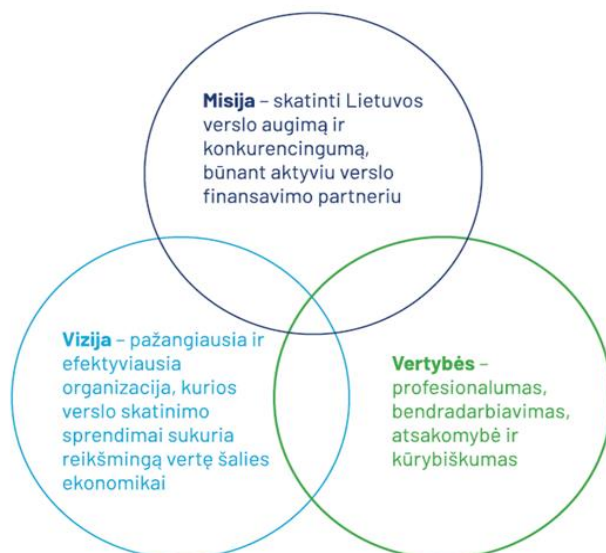 Misija – skatinti Lietuvos
verslo augimą ir
konkurencingumą,
būnant aktyviu verslo
finansavimo partneriu
Vizija – pažangiausia ir
efektyviausia
organizacija, kurios
verslo skatinimo
sprendimai sukuria
reikšmingą vertę šalies
ekonomikai
Vertybės –
profesionalumas,
bendradarbiavimas,
atsakomybė ir
kūrybiškumas